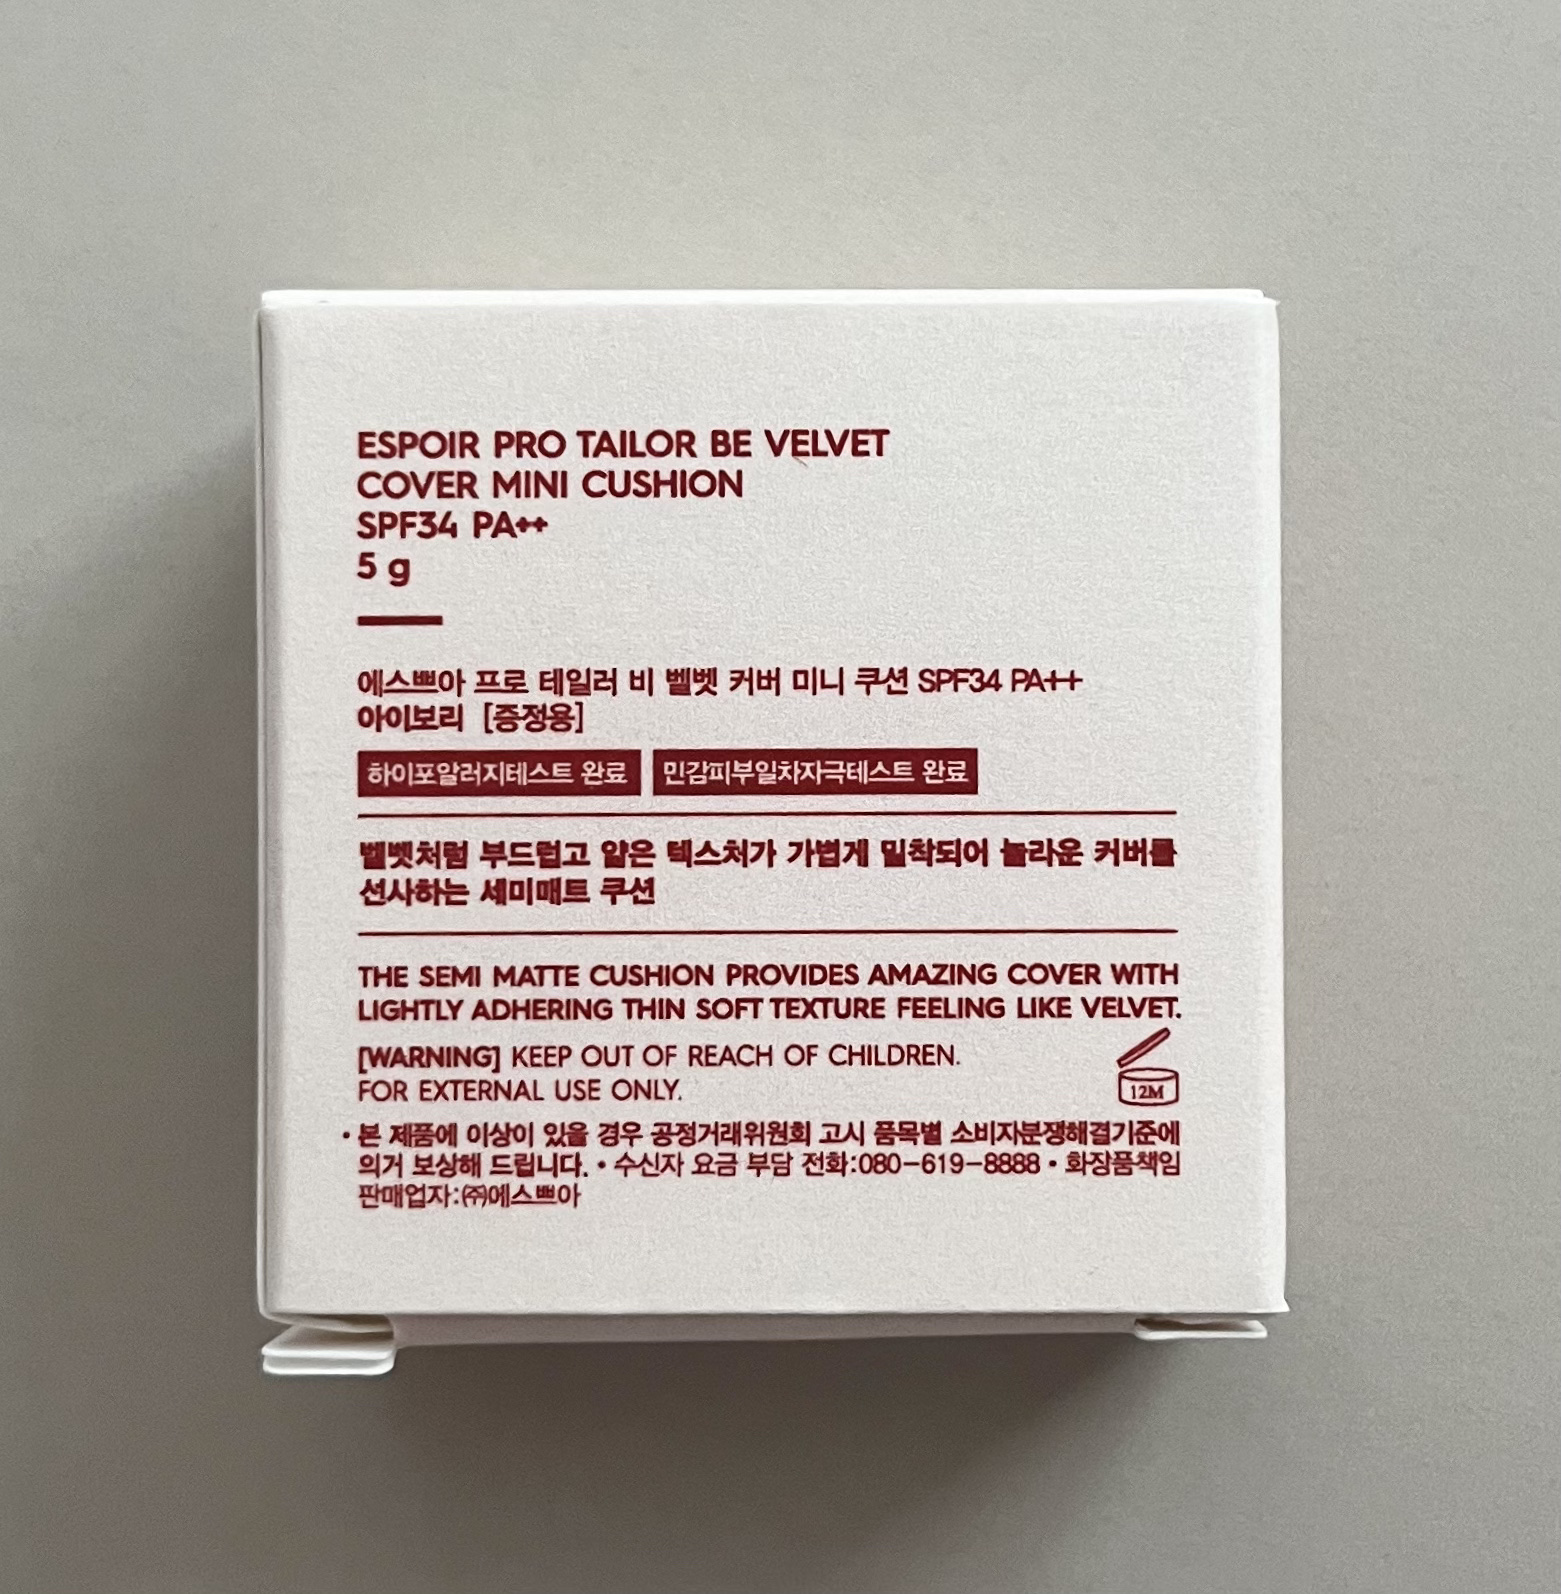 ESPOIR PRO TAILOR BE VELVET
COVER MINI CUSHION
SPF34 PA++
5 g
에스쁘아 프로 테일러 비 벨벳 커버 미니 쿠션 SPF34 PA++
아이보리 [증정용]
하이포알러지테스트 완료 민감피부일차자극테스트 완료
벨벳처럼 부드럽고 얇은 텍스처가 가볍게 밀착되어 놀라운 커버를
선사하는 세미매트 쿠션
THE SEMI MATTE CUSHION PROVIDES AMAZING COVER WITH
LIGHTLY ADHERING THIN SOFT TEXTURE FEELING LIKE VELVET.
[WARNING] KEEP OUT OF REACH OF CHILDREN.
FOR EXTERNAL USE ONLY.
12M
• 본 제품에 이상이 있을 경우 공정거래위원회 고시 품목별 소비자분쟁해결기준에
의거 보상해 드립니다. • 수신자 요금 부담 전화:080-619-8888 • 화장품책임
판매업자:㈜에스쁘아